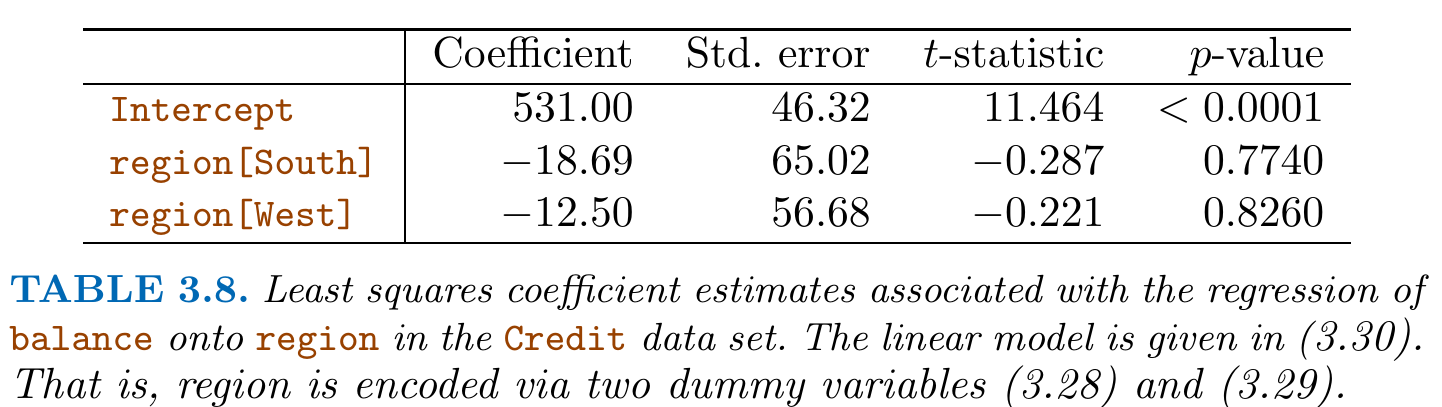 Coefficient Std. error t-statistic p-value
Intercept 531.00 46.32 11.464 < 0.0001
region[South] −18.69 65.02 −0.287 0.7740
region[West] −12.50 56.68 −0.221 0.8260
TABLE 3.8. Least squares coefficient estimates associated with the regression of
balance onto region in the Credit data set. The linear model is given in (3.30).
That is, region is encoded via two dummy variables (3.28) and (3.29).